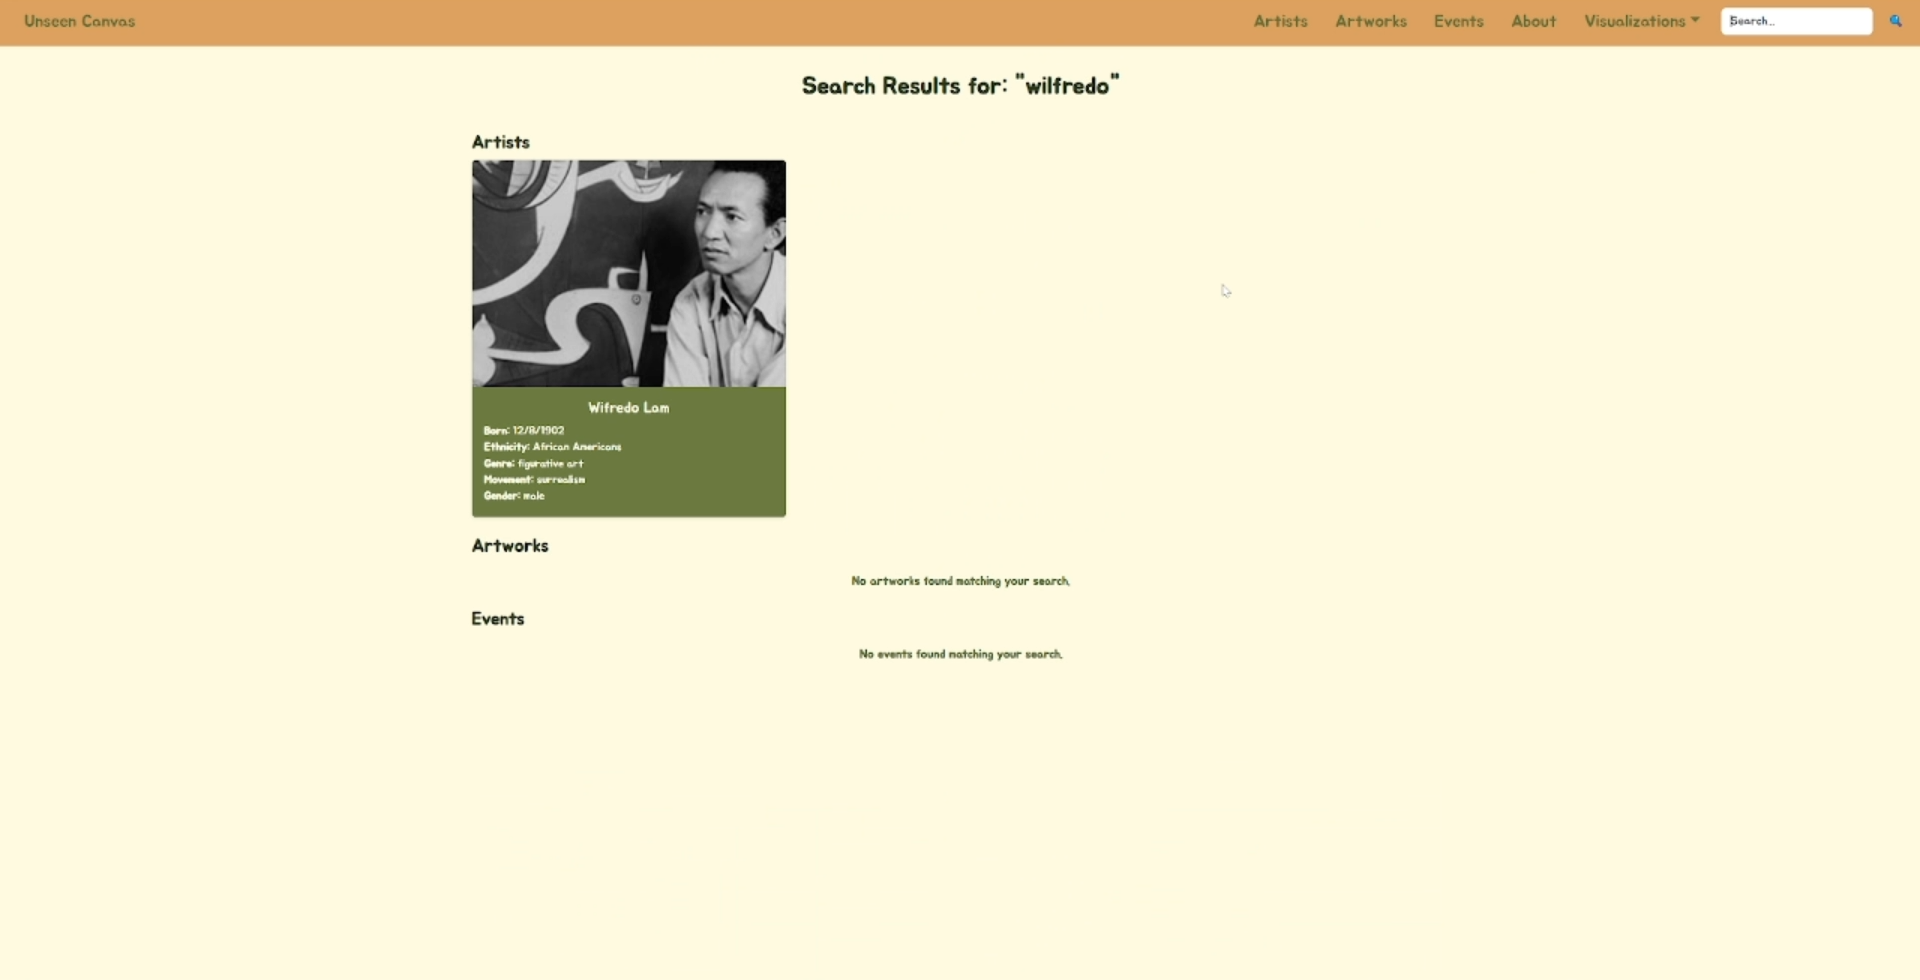 Unseen Canvas
Artists Artworks Events About Visualizations Search...
Search Results for: "wilfredo"
Artists
Wifredo Lam
Born: 12/8/1902
Ethnicity: African Americans
Genre: figurative art
Movement: surrealism
Gender: male
Artworks
No artworks found matching your search.
Events
No events found matching your search.